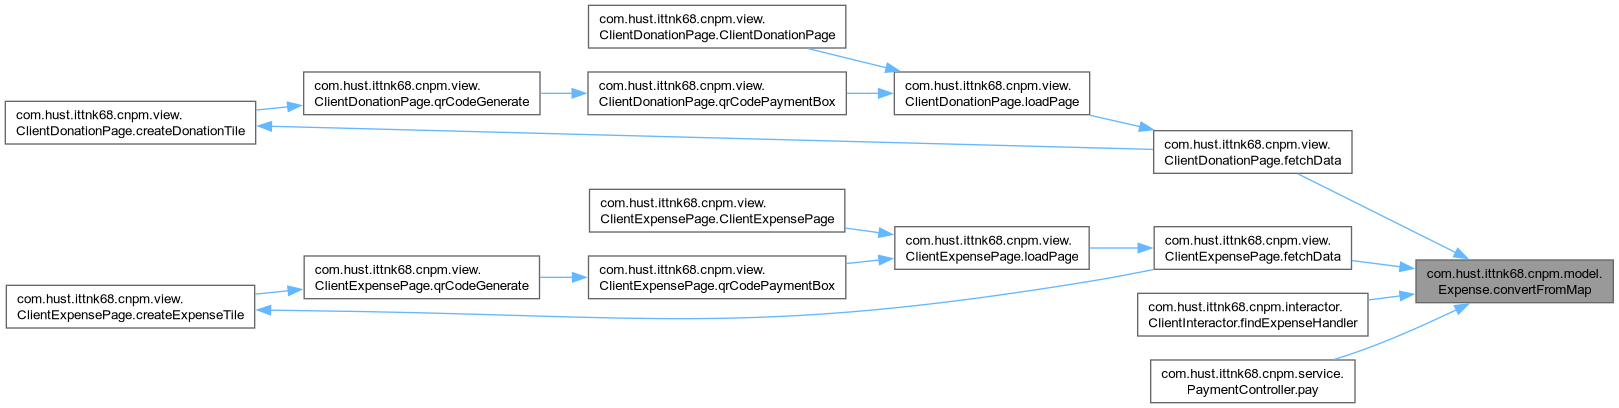 com.hust.ittnk68.cnpm.view.
ClientDonationPage.ClientDonationPage
com.hust.ittnk68.cnpm.view.
ClientDonationPage.qrCodeGenerate
com.hust.ittnk68.cnpm.view.
ClientDonationPage.qrCodePaymentBox
com.hust.ittnk68.cnpm.view.
ClientDonationPage.loadPage
com.hust.ittnk68.cnpm.view.
ClientDonationPage.createDonationTile
com.hust.ittnk68.cnpm.view.
ClientDonationPage.fetchData
com.hust.ittnk68.cnpm.view.
ClientExpensePage.ClientExpensePage
com.hust.ittnk68.cnpm.view.
ClientExpensePage.loadPage
com.hust.ittnk68.cnpm.view.
ClientExpensePage.fetchData
com.hust.ittnk68.cnpm.view.
ClientExpensePage.qrCodeGenerate
com.hust.ittnk68.cnpm.view.
ClientExpensePage.qrCodePaymentBox
com.hust.ittnk68.cnpm.model.
Expense.convertFromMap
com.hust.ittnk68.cnpm.view.
ClientExpensePage.createExpenseTile
com.hust.ittnk68.cnpm.interactor.
ClientInteractor.findExpenseHandler
com.hust.ittnk68.cnpm.service.
PaymentController.pay